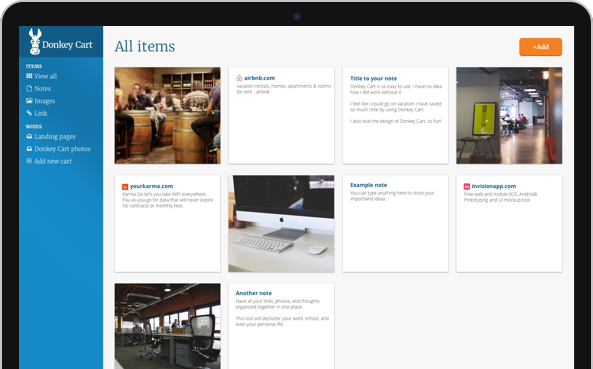 Donkey Cart
All items
+Add
ITEMS
View all
Notes
Images
Link
BOXES
Landing pages
Donkey Cart photos
Add new cart
airbnb.com
vacation rentals, homes, apartments & rooms
for rent - airbnb
Title to your note
Donkey Cart is so easy to use. I have no idea
how I did work without it
I feel like I could go on vacation I have saved
so much time by using Donkey Cart.
I also love the design of Donkey Cart, so fun!
yourkarma.com
Karma Go let's you take WiFi everywhere.
Pay-as-you-go for data that will never expire
No contracts or monthly fees.
Example note
You can type anything here to store your
important ideas.
invisionapp.com
Free web and mobile (iOS, Android)
Prototyping and UI mockup tool
Another note
Have all your links, photos, and thoughts
organized together in one place.
This tool will declutter your work, school, and
even your personal life